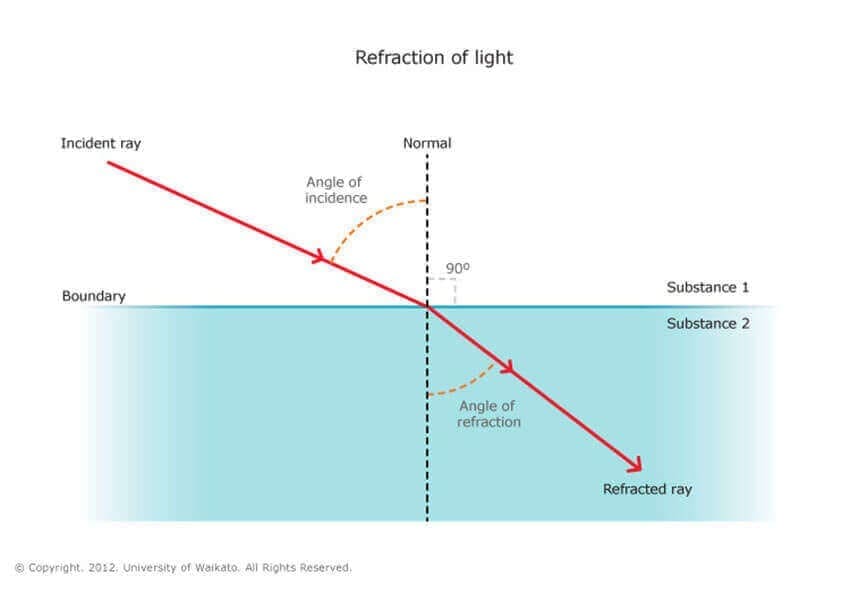 Refraction of light
Incident ray
Normal
Angle of
incidence
90º
Boundary
Substance 1
Substance 2
Angle of
refraction
Refracted ray
© Copyright. 2012. University of Waikato. All Rights Reserved.